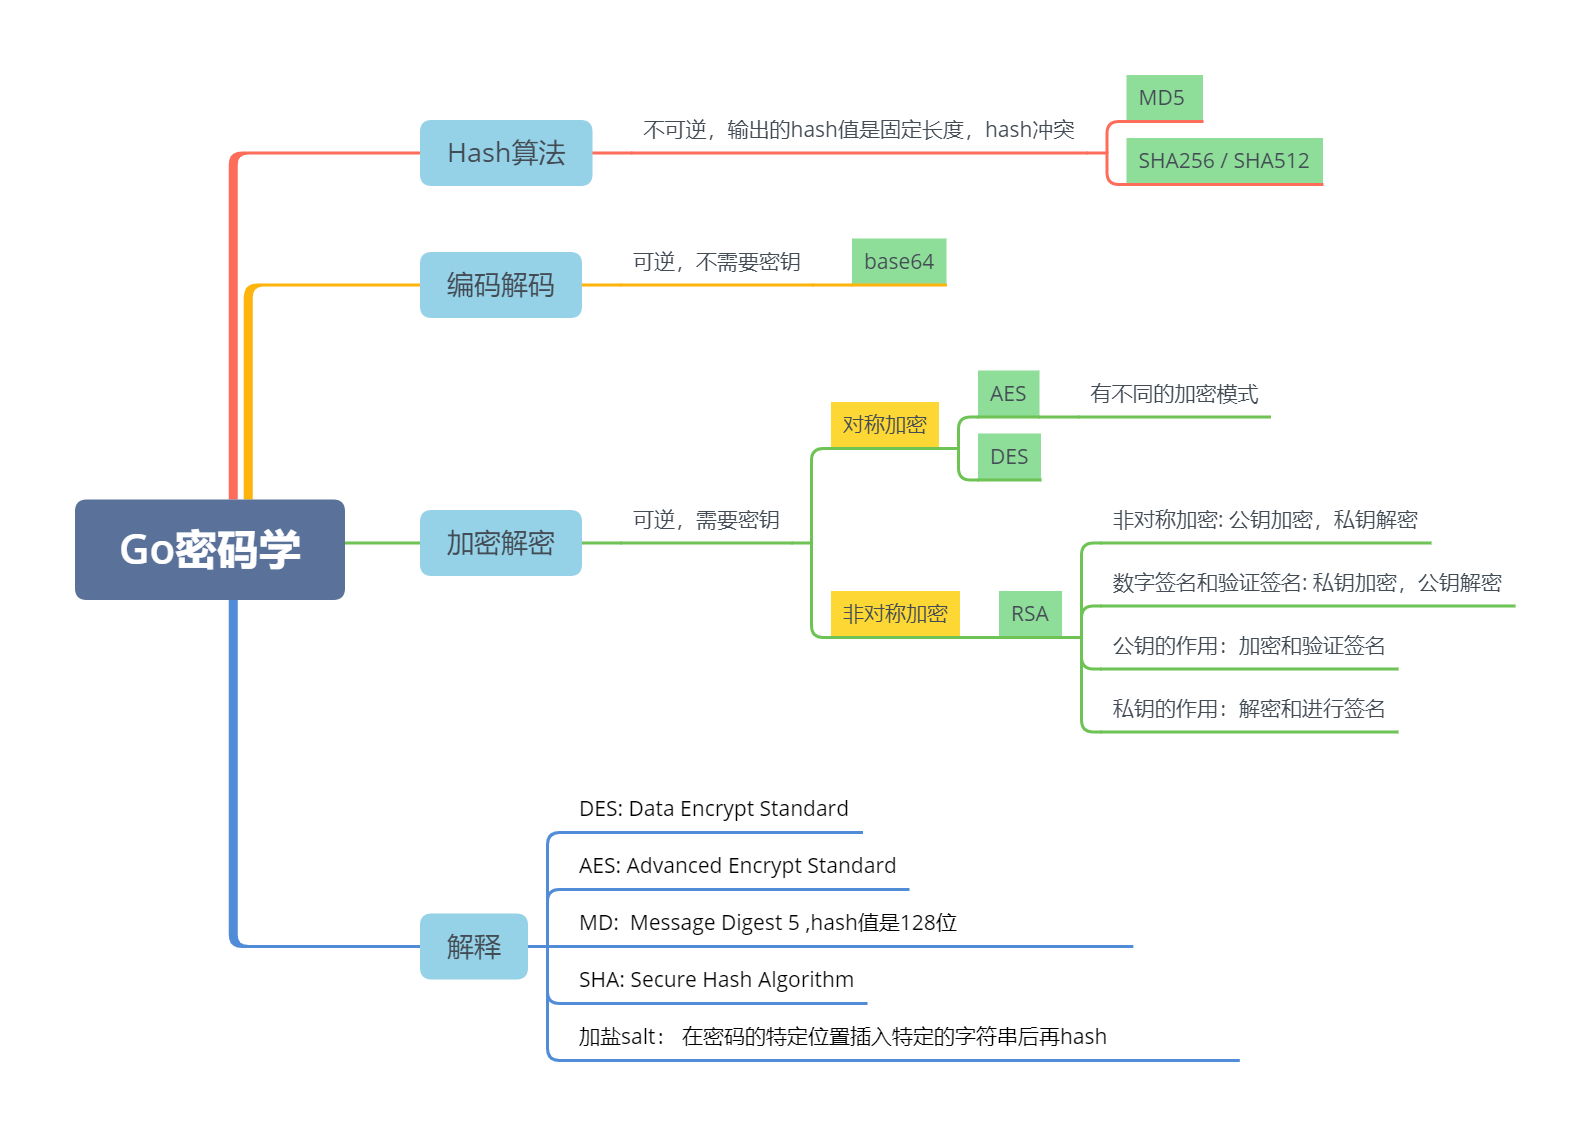 Go密码学
Hash算法
不可逆，输出的hash值是固定长度，hash冲突
MD5
SHA256 / SHA512
编码解码
可逆，不需要密钥
base64
加密解密
可逆，需要密钥
对称加密
AES
有不同的加密模式
DES
非对称加密
RSA
非对称加密: 公钥加密，私钥解密
数字签名和验证签名: 私钥加密，公钥解密
公钥的作用：加密和验证签名
私钥的作用：解密和进行签名
解释
DES: Data Encrypt Standard
AES: Advanced Encrypt Standard
MD:  Message Digest 5 ,hash值是128位
SHA: Secure Hash Algorithm
加盐salt： 在密码的特定位置插入特定的字符串后再hash